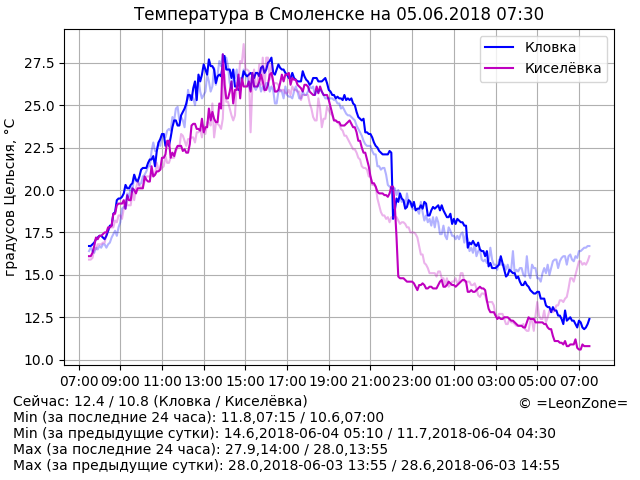 Температура в Смоленске на 05.06.2018 07:30
Кловка
Киселёвка
градусов Цельсия, °C
27.5
25.0
22.5
20.0
17.5
15.0
12.5
10.0
07:00 09:00 11:00 13:00 15:00 17:00 19:00 21:00 23:00 01:00 03:00 05:00 07:00
Сейчас: 12.4 / 10.8 (Кловка / Киселёвка)
© =LeonZone=
Min (за последние 24 часа): 11.8,07:15 / 10.6,07:00
Min (за предыдущие сутки): 14.6,2018-06-04 05:10 / 11.7,2018-06-04 04:30
Max (за последние 24 часа): 27.9,14:00 / 28.0,13:55
Max (за предыдущие сутки): 28.0,2018-06-03 13:55 / 28.6,2018-06-03 14:55